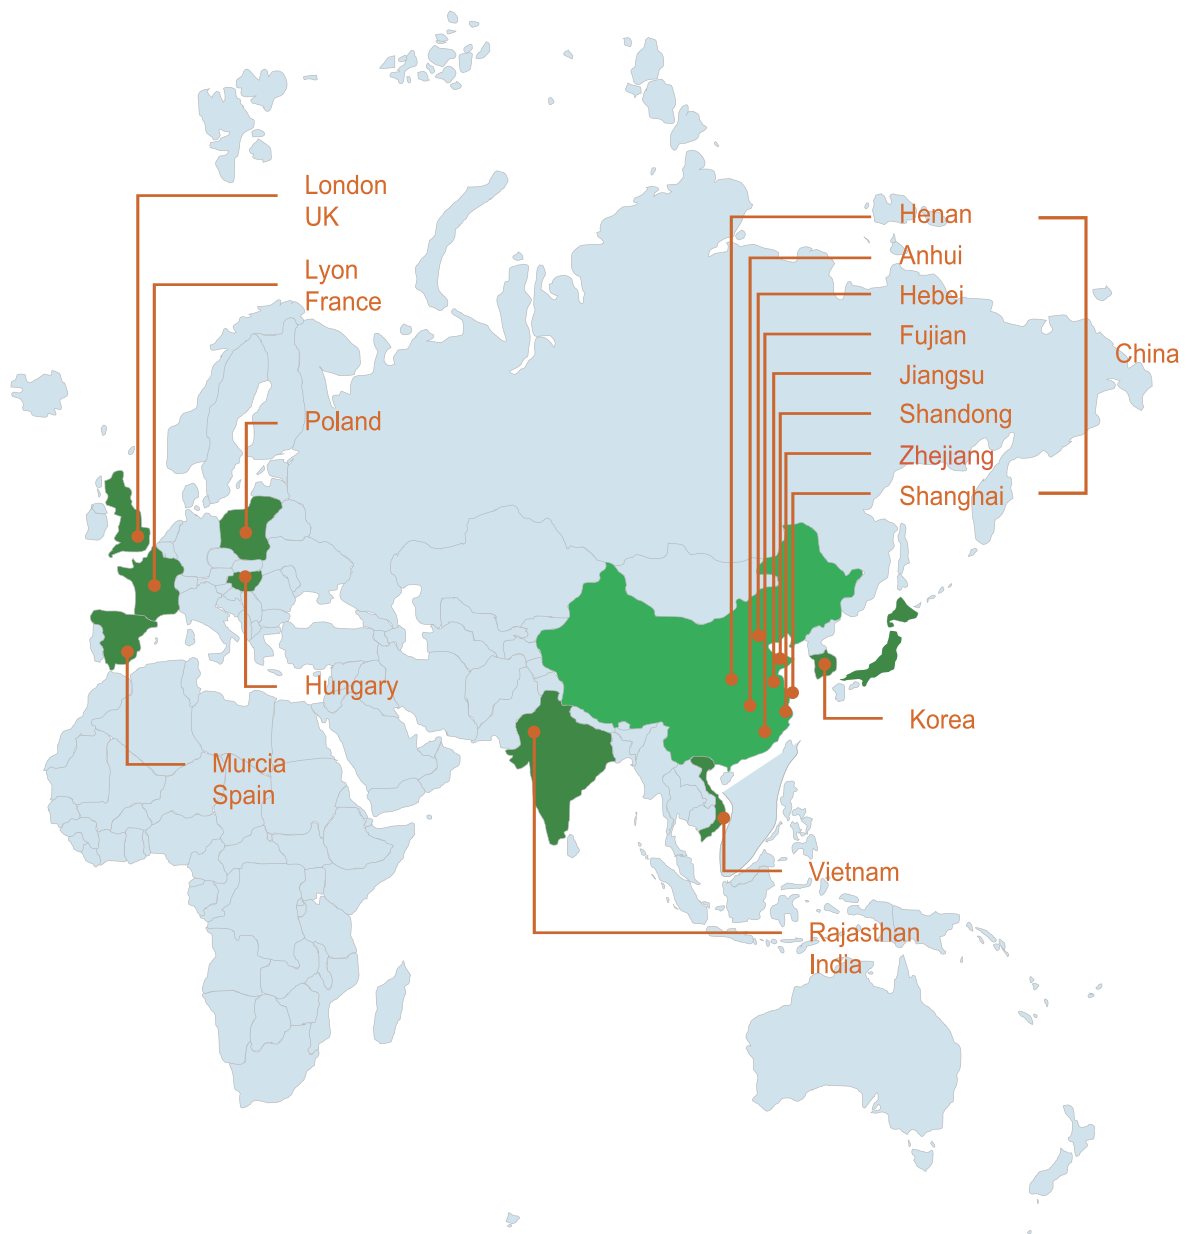 London
UK
Lyon
France
Poland
Hungary
Murcia
Spain
Henan
Anhui
Hebei
Fujian
Jiangsu
Shandong
Zhejiang
Shanghai
China
Korea
Vietnam
Rajasthan
India